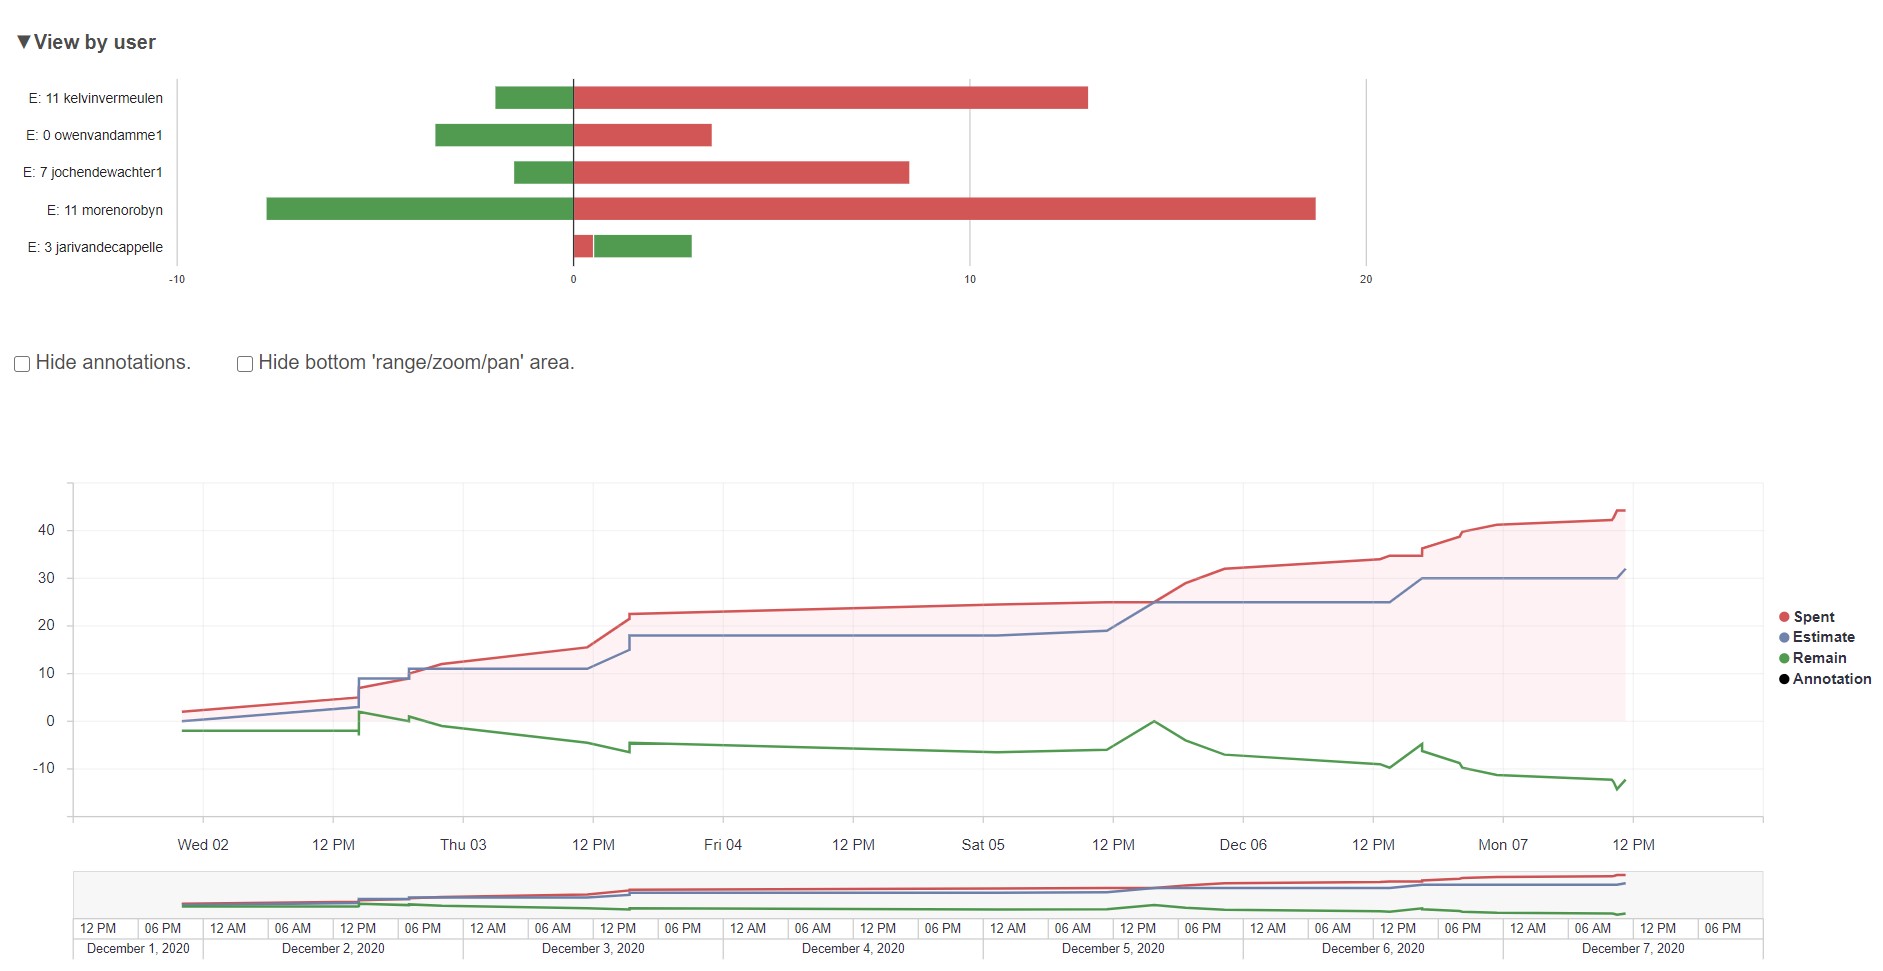 ▼View by user
E: 11 kelvinvermeulen
E: 0 owenvandamme1
E: 7 jochendewachter1
E: 11 morenorobyn
E: 3 jarivandecappelle
-10 0 10 20
Hide annotations. Hide bottom 'range/zoom/pan' area.
40
30
20
10
0
-10
Spent
Estimate
Remain
Annotation
Wed 02 12 PM Thu 03 12 PM Fri 04 12 PM Sat 05 12 PM Dec 06 12 PM Mon 07 12 PM
12 PM 06 PM 12 AM 06 AM 12 PM 06 PM 12 AM 06 AM 12 PM 06 PM 12 AM 06 AM 12 PM 06 PM 12 AM 06 AM 12 PM 06 PM 12 AM 06 AM 12 PM 06 PM 12 AM 06 AM 12 PM 06 PM
December 1, 2020 December 2, 2020 December 3, 2020 December 4, 2020 December 5, 2020 December 6, 2020 December 7, 2020